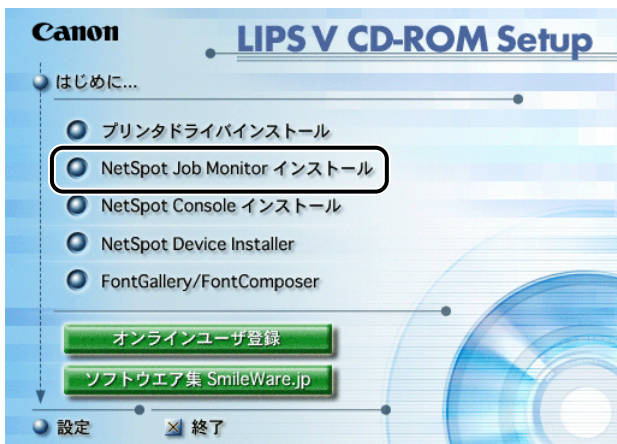 Canon
LIPS V CD-ROM Setup
はじめに...
プリンタドライバインストール
NetSpot Job Monitor インストール
NetSpot Console インストール
NetSpot Device Installer
FontGallery/FontComposer
オンラインユーザ登録
ソフトウエア集 SmileWare.jp
設定
終了